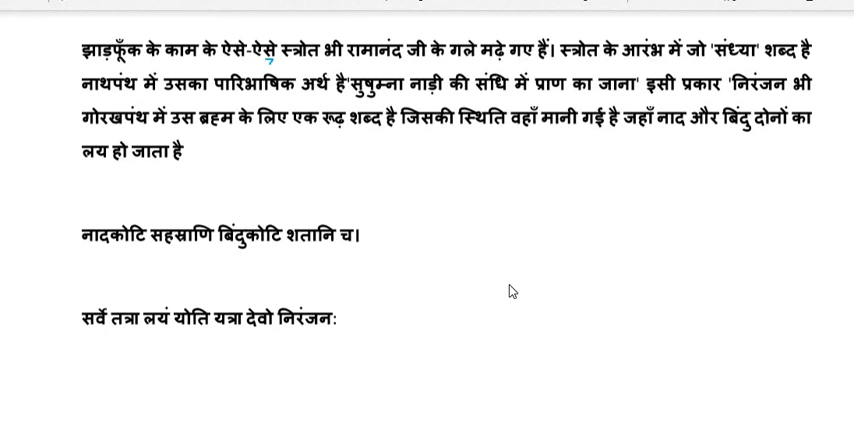 झाड़फूँक के काम के ऐसे-ऐसे स्त्रोत भी रामानंद जी के गले मढ़े गए हैं। स्त्रोत के आरंभ में जो 'संध्या' शब्द है
नाथपंथ में उसका पारिभाषिक अर्थ है'सुषुम्ना नाड़ी की संधि में प्राण का जाना' इसी प्रकार 'निरंजन भी
गोरखपंथ में उस ब्रह्म के लिए एक रूढ़ शब्द है जिसकी स्थिति वहाँ मानी गई है जहाँ नाद और बिंदु दोनों का
लय हो जाता है
नादकोटि सहस्राणि बिंदुकोटि शतानि च।
सर्वे तत्रा लयं योति यत्रा देवो निरंजन: